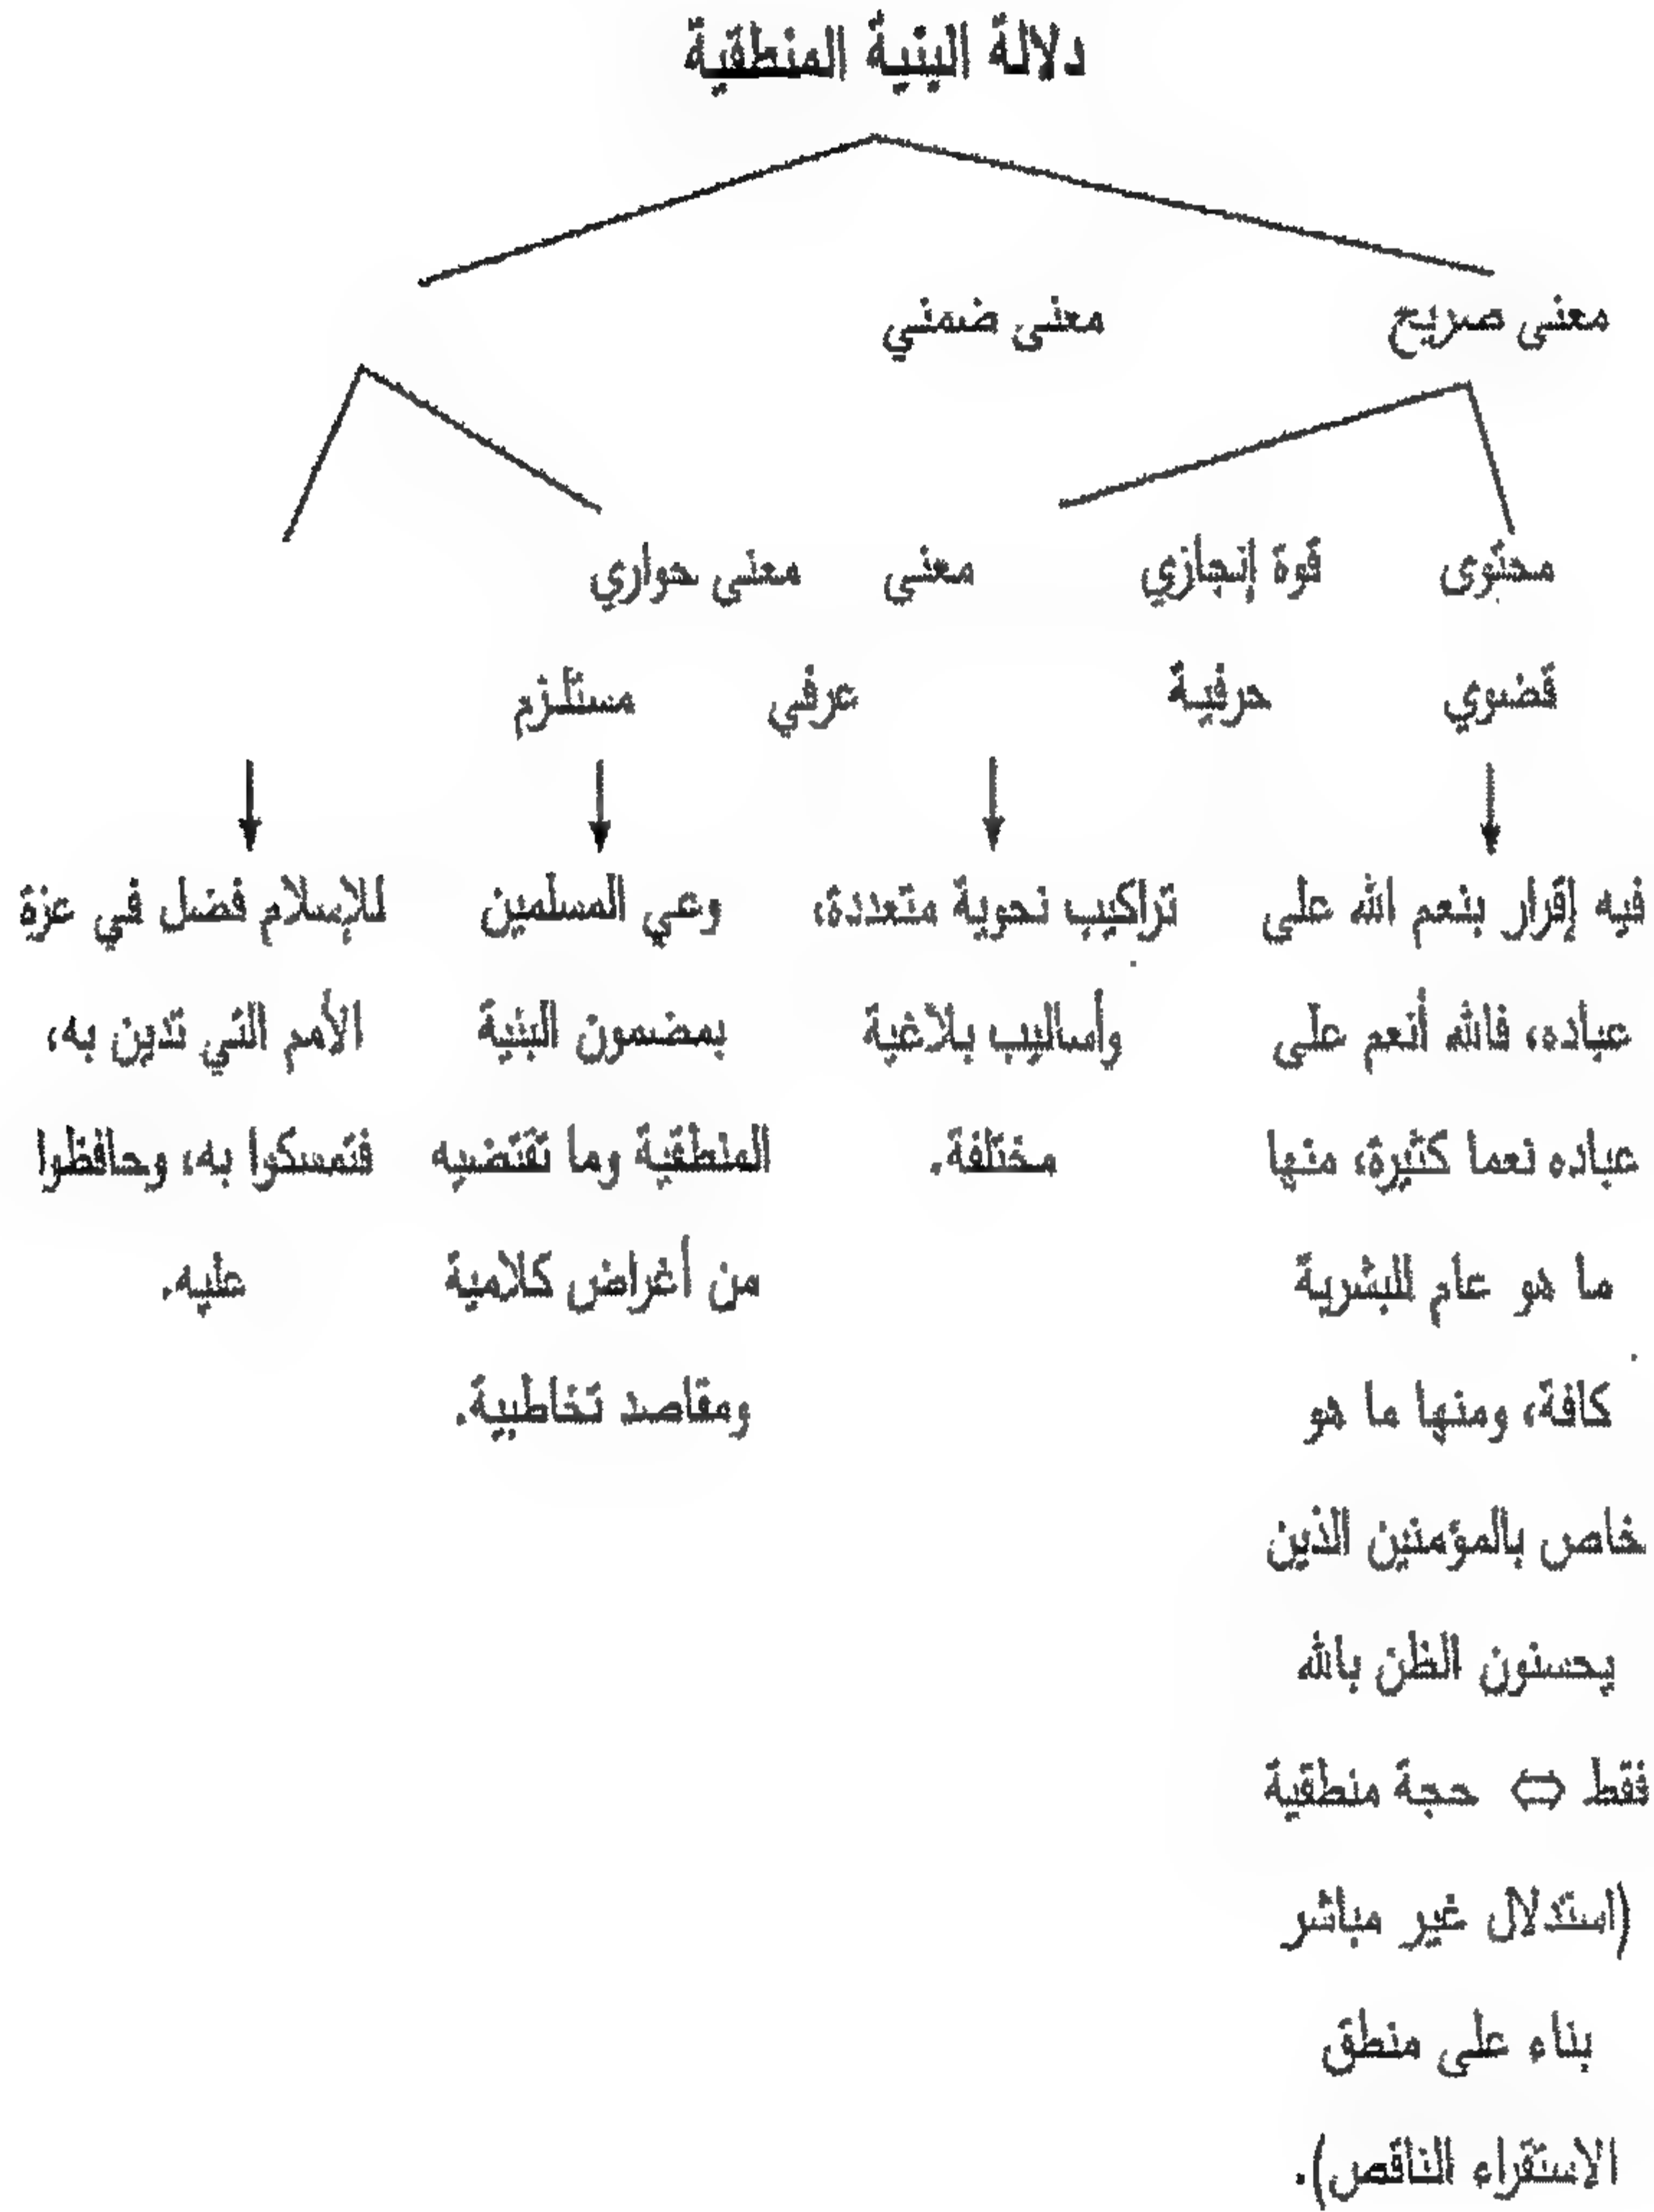 دلالة البنية المنطقية
معنى صريح معنى ضمني
محتوى قوة إنجازي معنى معنى حواري
قضوي حرفية عرفي مستلزم
فيه إقرار بنعم الله على
عباده، فالله أنعم على
عباده نعما كثيرة، منها
ما هو عام للبشرية
كافة، ومنها ما هو
خاص بالمؤمنين الذين
يحسنون الظن بالله
فقط ⇔ حجة منطقية
(استدلال غير مباشر
بناء على منطق
الاستقراء الناقص).
تراكيب نحوية متعددة،
وأساليب بلاغية
مختلفة.
وعي المسلمين
بمضمون البنية
المنطقية وما تقتضيه
من أغراض كلامية
ومقاصد تخاطبية.
للإسلام فضل في عزة
الأمم التي تدين به،
فتمسكوا به، وحافظوا
عليه.